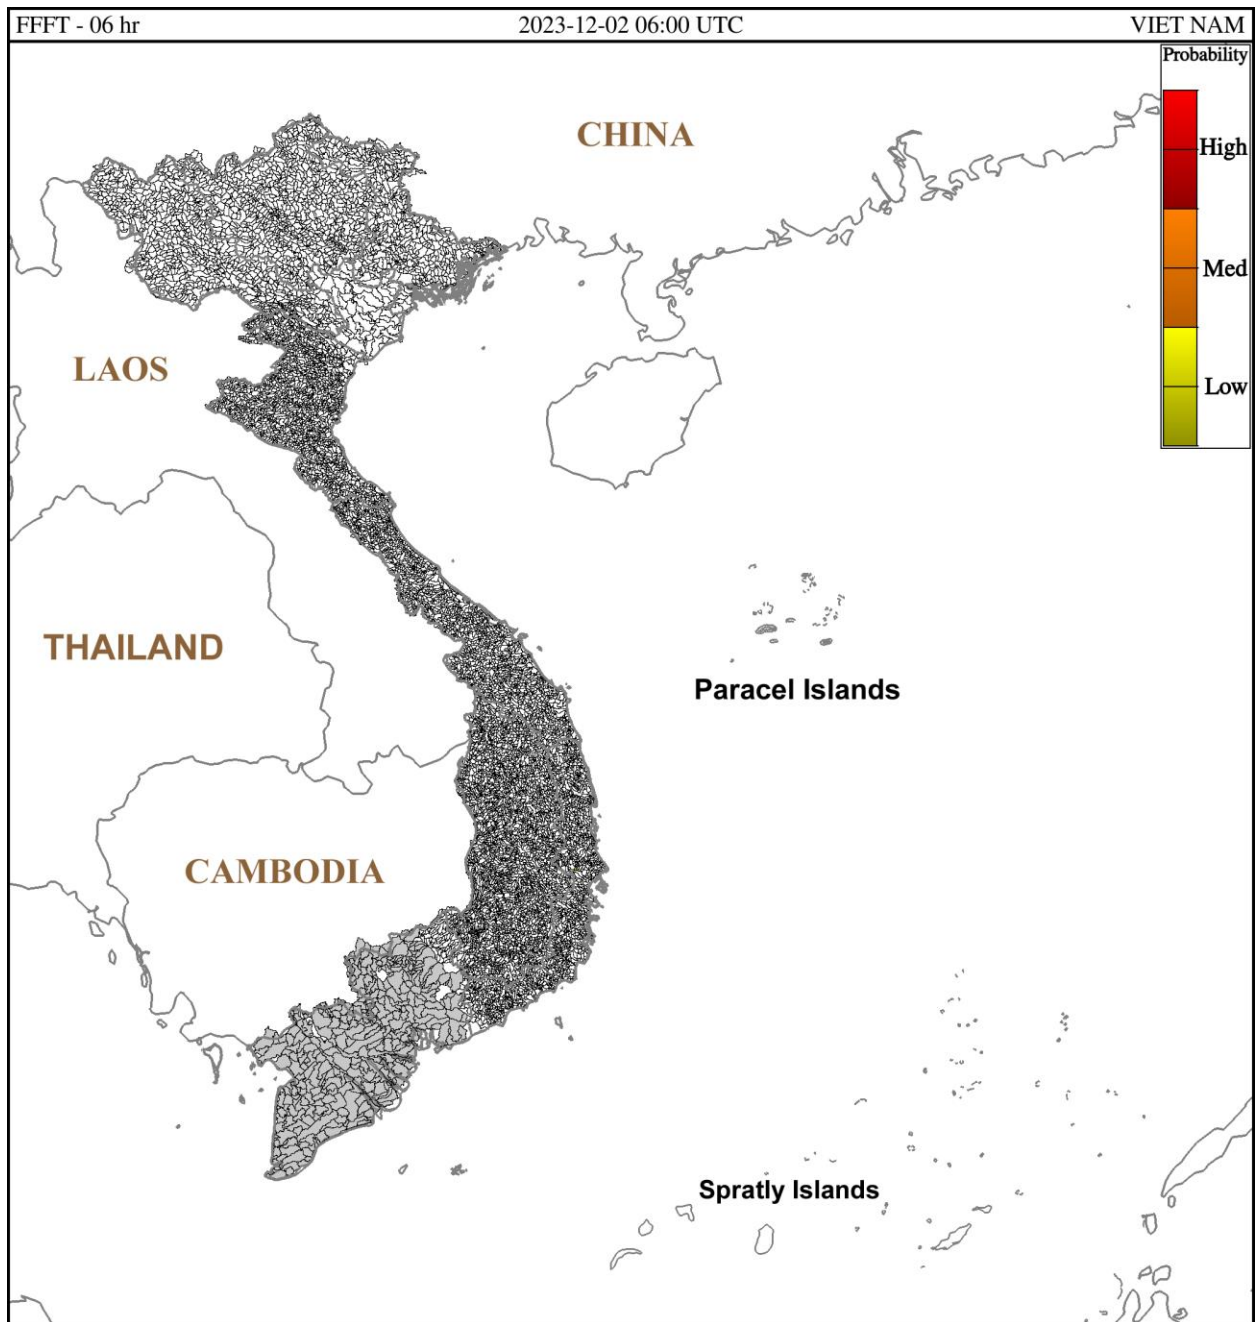 FFFT - 06 hr 2023-12-02 06:00 UTC VIET NAM
Probability
CHINA
High
Med
LAOS
Low
THAILAND
Paracel Islands
CAMBODIA
Spratly Islands